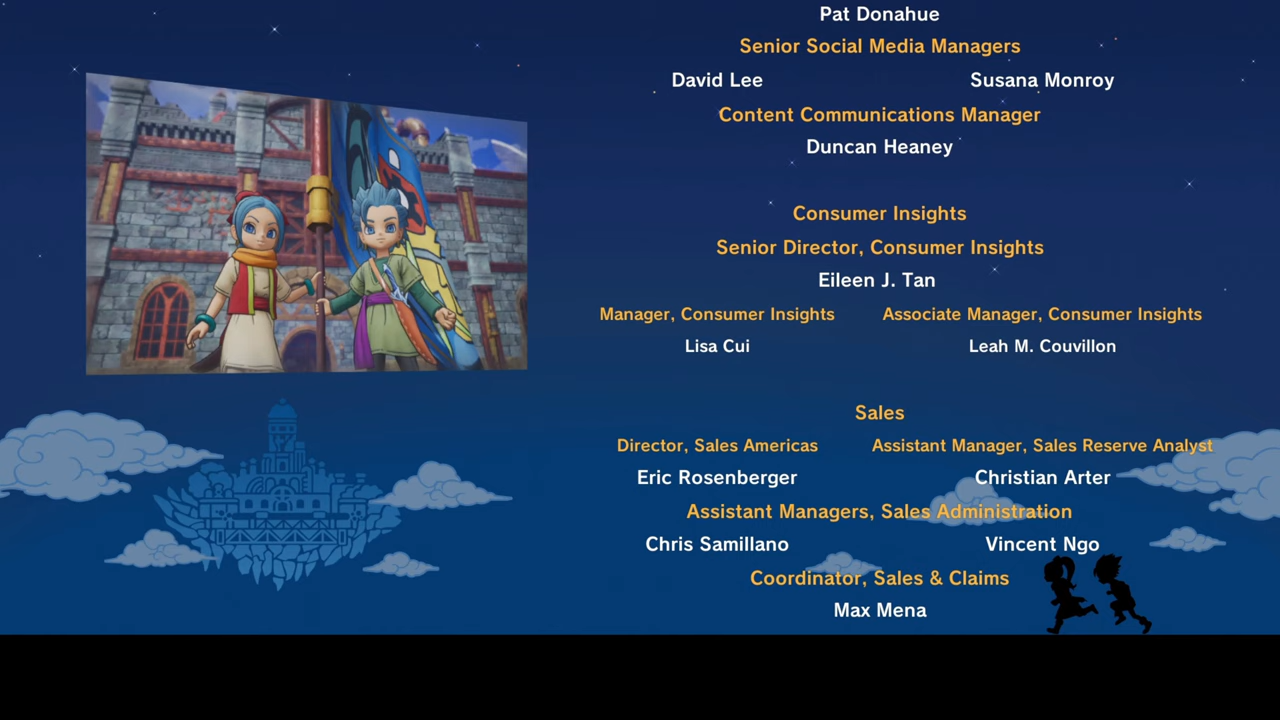 Pat Donahue
Senior Social Media Managers
David Lee Susana Monroy
Content Communications Manager
Duncan Heaney
Consumer Insights
Senior Director, Consumer Insights
Eileen J. Tan
Manager, Consumer Insights Associate Manager, Consumer Insights
Lisa Cui Leah M. Couvillon
Sales
Director, Sales Americas Assistant Manager, Sales Reserve Analyst
Eric Rosenberger Christian Arter
Assistant Managers, Sales Administration
Chris Samillano Vincent Ngo
Coordinator, Sales & Claims
Max Mena